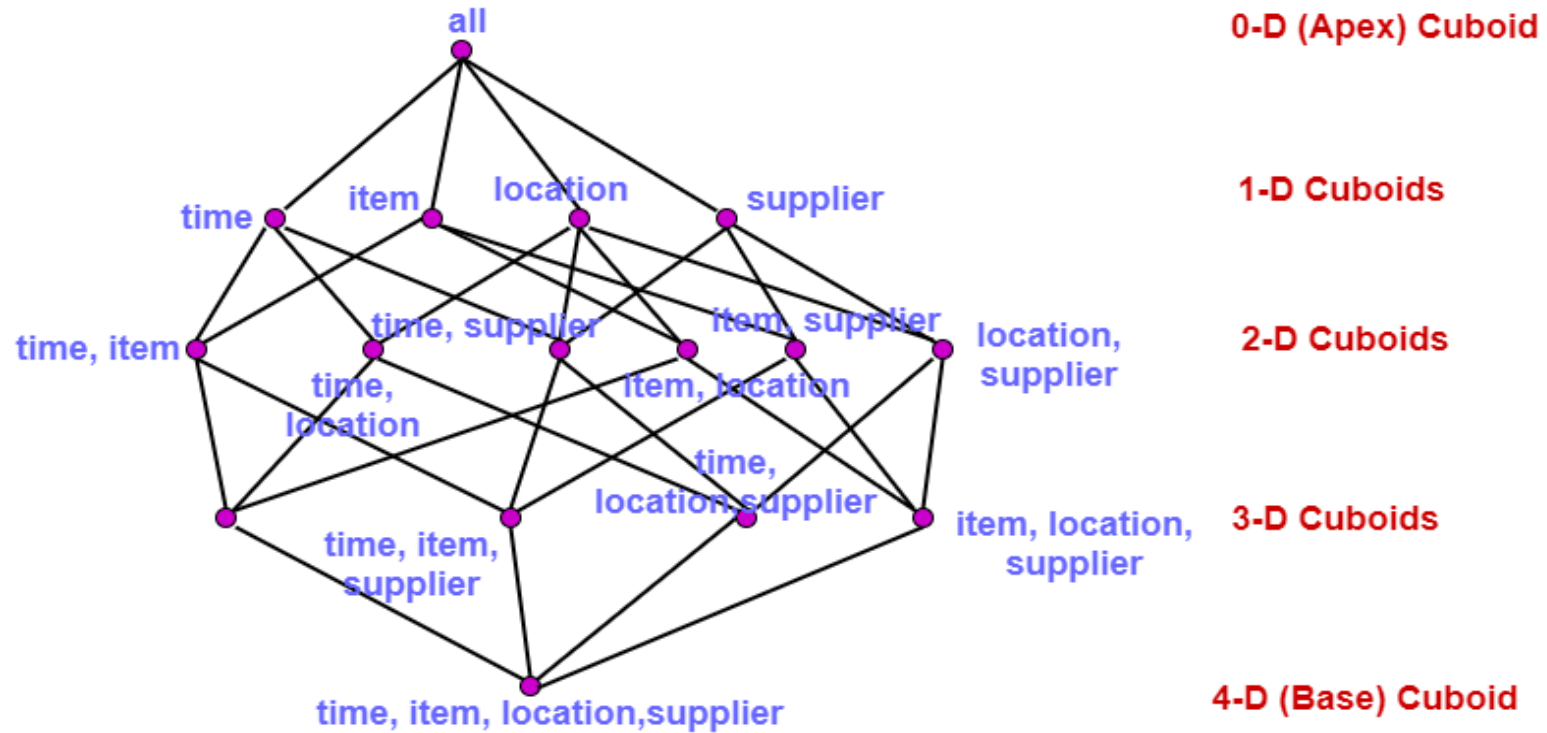 all
0-D (Apex) Cuboid
time
item
location
supplier
1-D Cuboids
time, item
time, supplier
item, supplier
location,
supplier
2-D Cuboids
time,
location
item, location
time,
location,supplier
time, item,
supplier
item, location,
supplier
3-D Cuboids
time, item, location,supplier
4-D (Base) Cuboid